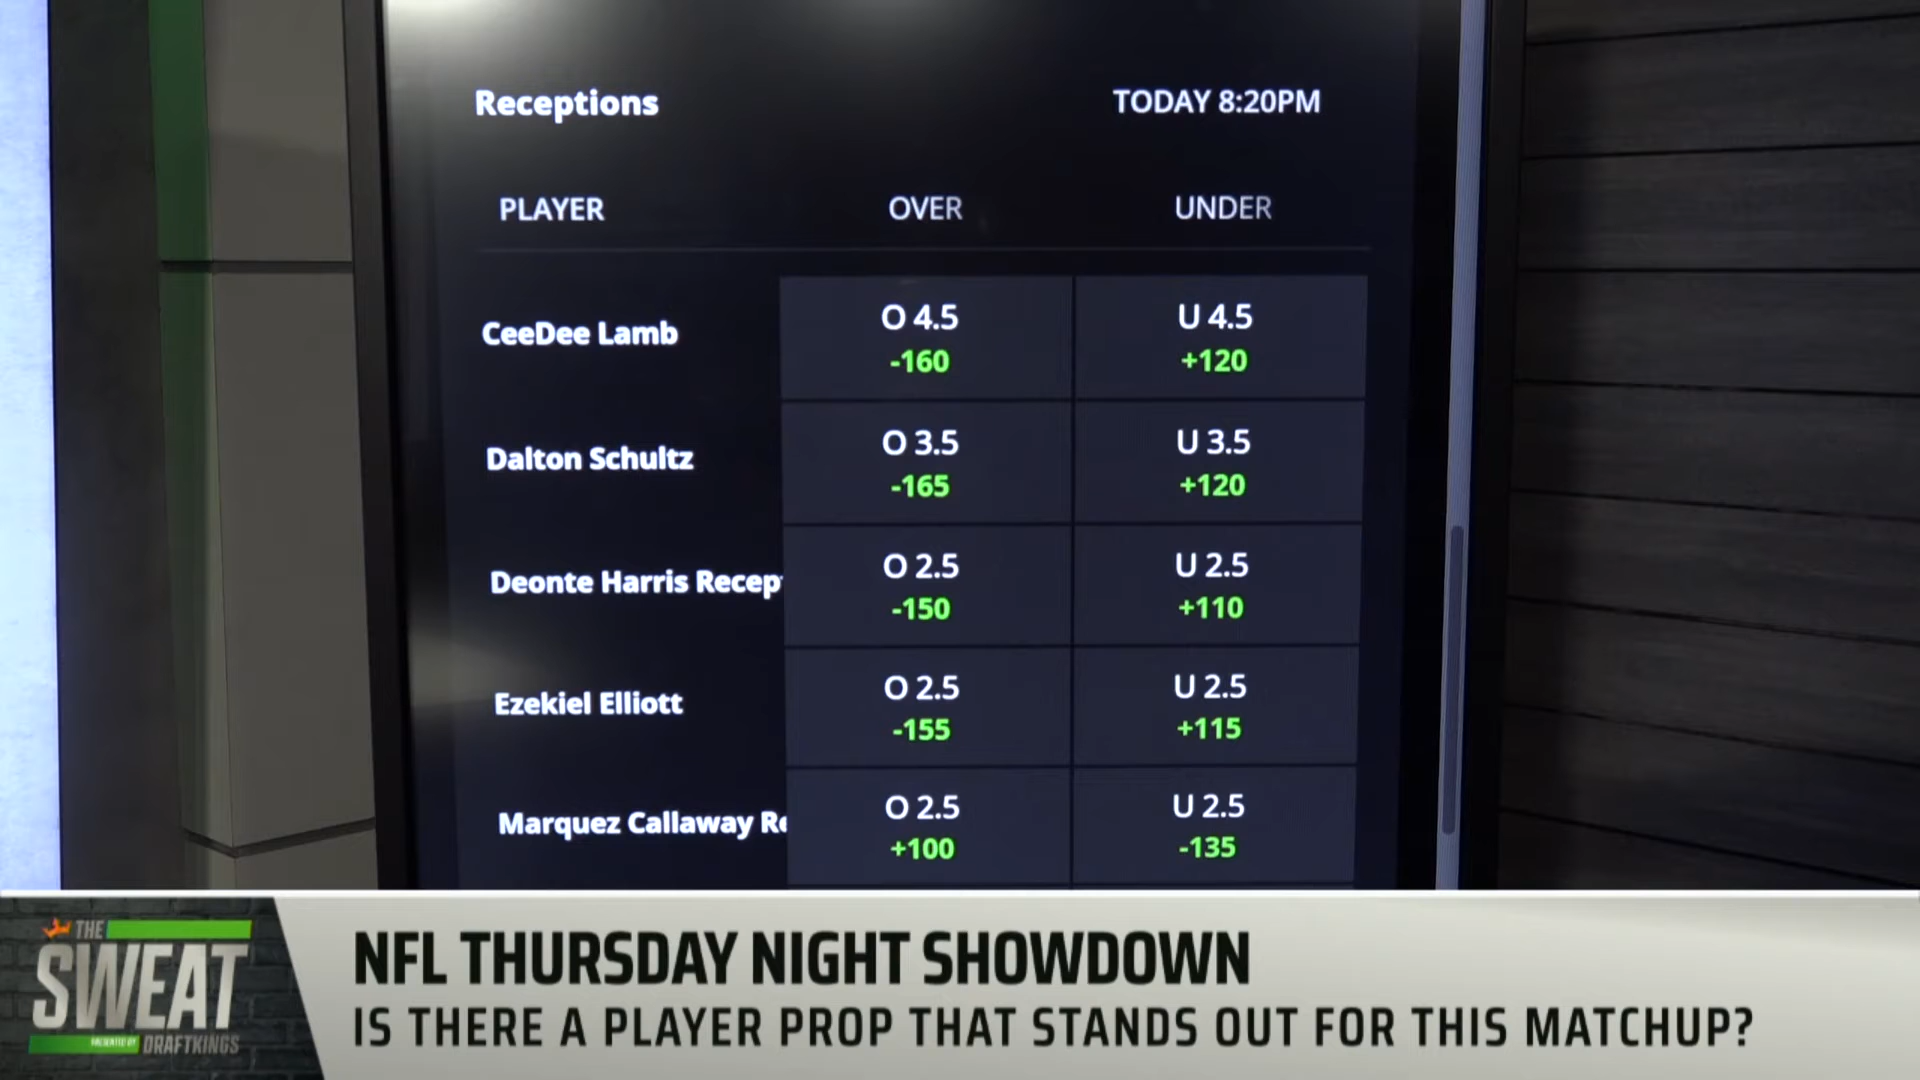 Receptions TODAY 8:20PM
PLAYER OVER UNDER
CeeDee Lamb O 4.5 U 4.5
-160 +120
Dalton Schultz O 3.5 U 3.5
-165 +120
Deonte Harris Recep O 2.5 U 2.5
-150 +110
Ezekiel Elliott O 2.5 U 2.5
-155 +115
Marquez Callaway Re O 2.5 U 2.5
+100 -135
THE
SWEAT
PRESENTED BY DRAFTKINGS
NFL THURSDAY NIGHT SHOWDOWN
IS THERE A PLAYER PROP THAT STANDS OUT FOR THIS MATCHUP?